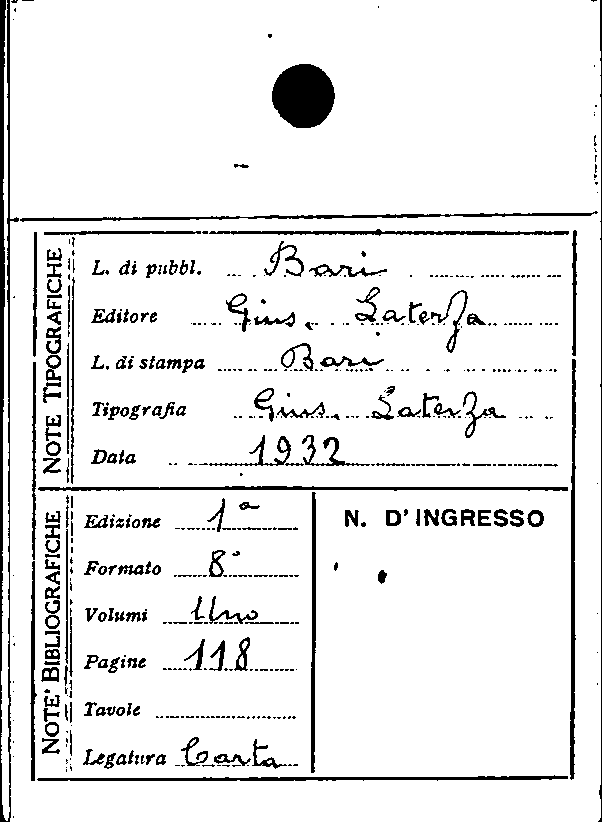 NOTE TIPOGRAFICHE
L. di pubbl. Bari
Editore Gius. Laterza
L. di stampa Bari
Tipografia Gius. Laterza
Data 1932
NOTE BIBLIOGRAFICHE
Edizione 1ª
Formato 8°
Volumi Uno
Pagine 118
Tavole
Legatura Carta
N. D'INGRESSO